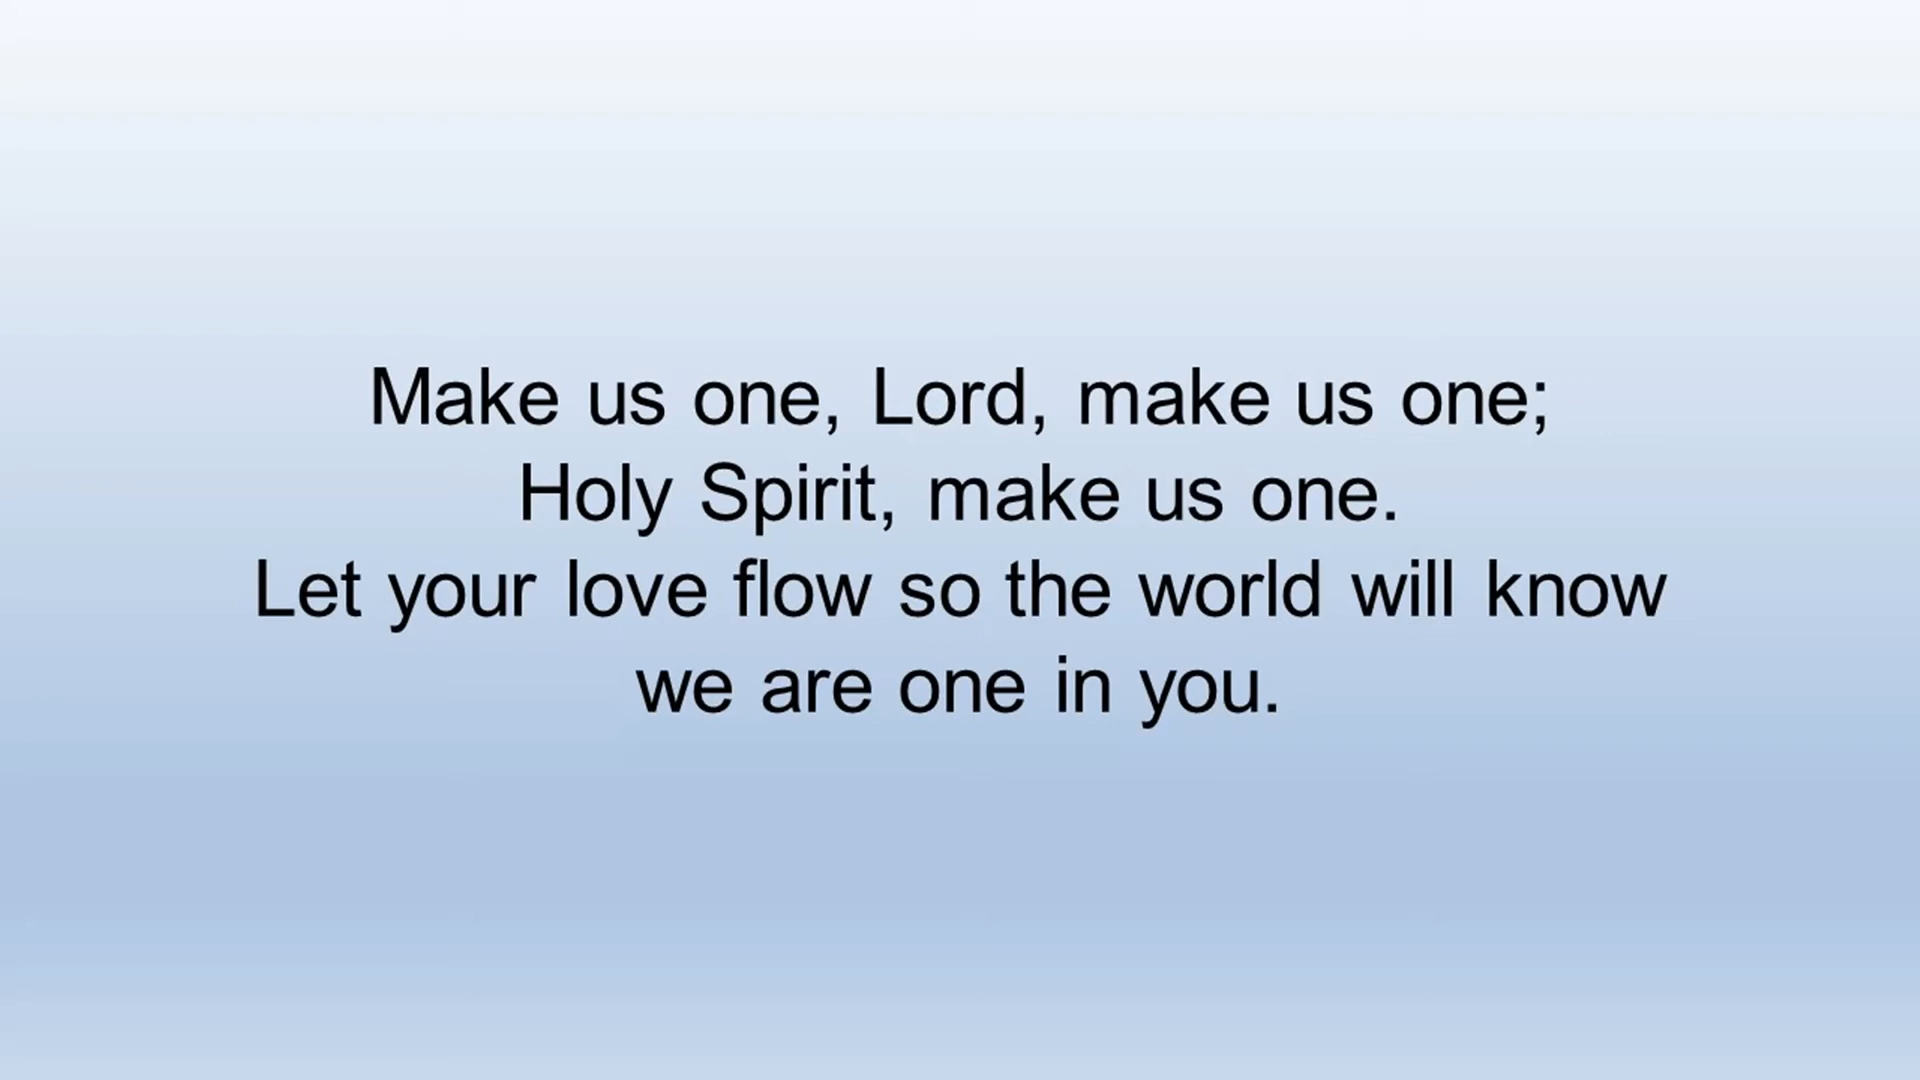 Make us one, Lord, make us one;
Holy Spirit, make us one.
Let your love flow so the world will know
we are one in you.